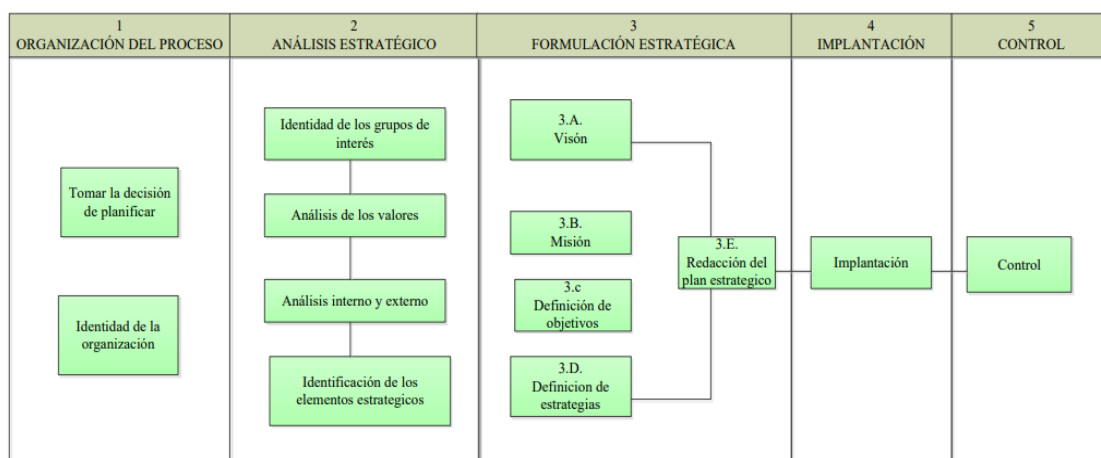 1
ORGANIZACIÓN DEL PROCESO
2
ANÁLISIS ESTRATÉGICO
3
FORMULACIÓN ESTRATÉGICA
4
IMPLANTACIÓN
5
CONTROL
Tomar la decisión
de planificar
Identidad de la
organización
Identidad de los grupos de
interés
Análisis de los valores
Análisis interno y externo
Identificación de los
elementos estrategicos
3.A.
Visón
3.B.
Misión
3.c
Definición de
objetivos
3.D.
Definicion de
estrategias
3.E.
Redacción del
plan estrategico
Implantación
Control